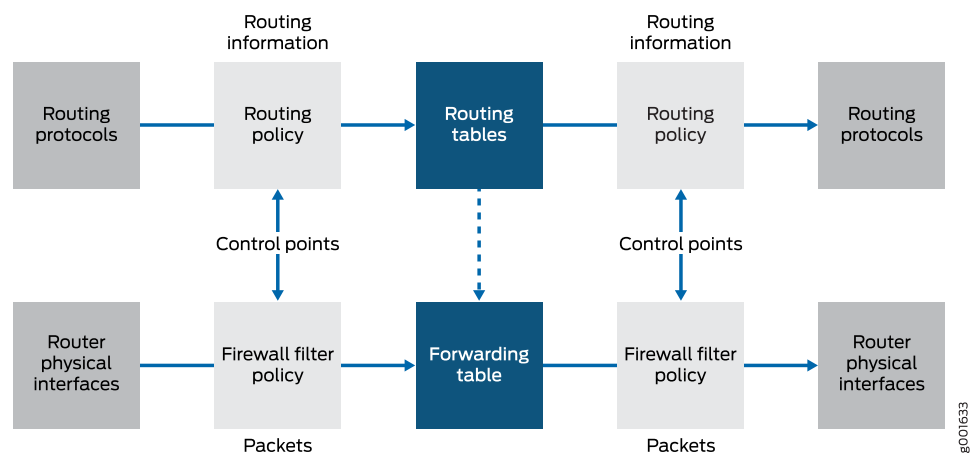 Routing
information
Routing
information
Routing
protocols
Routing
policy
Routing
tables
Routing
policy
Routing
protocols
Control points
Control points
Router
physical
interfaces
Firewall filter
policy
Forwarding
table
Firewall filter
policy
Router
physical
interfaces
Packets
Packets
g001633